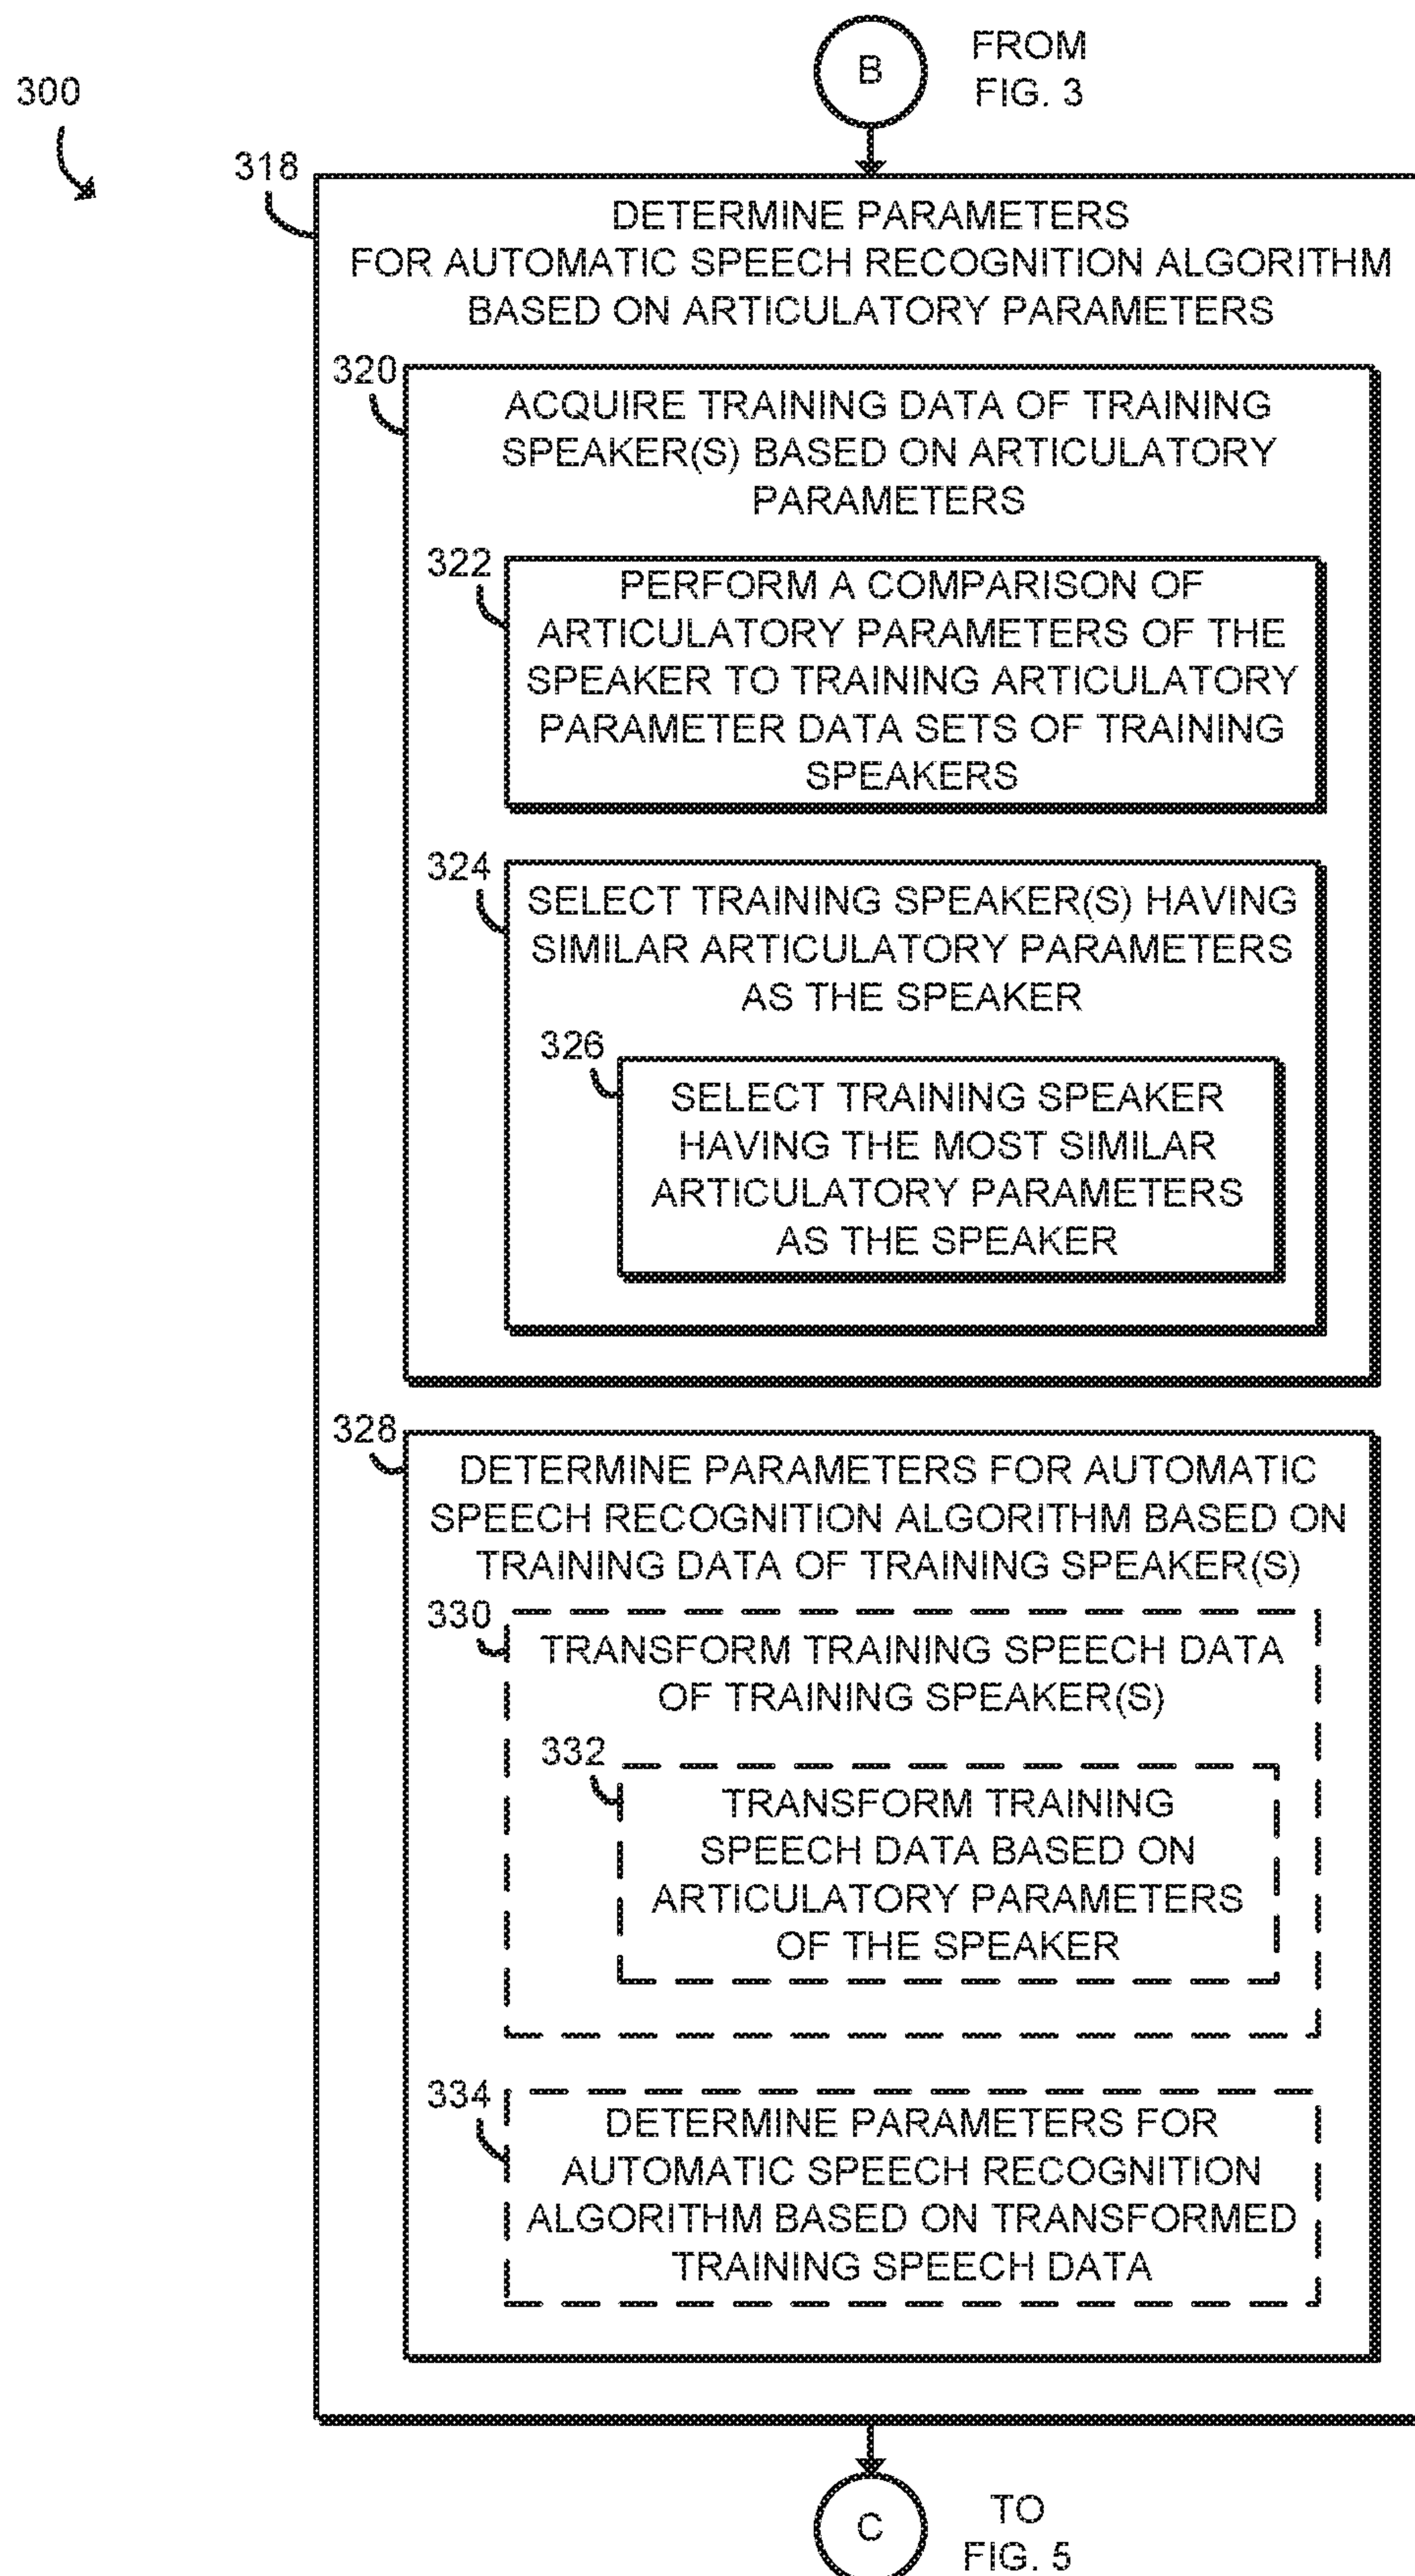 B
FROM
FIG. 3
300
318
DETERMINE PARAMETERS
FOR AUTOMATIC SPEECH RECOGNITION ALGORITHM
BASED ON ARTICULATORY PARAMETERS
320
ACQUIRE TRAINING DATA OF TRAINING
SPEAKER(S) BASED ON ARTICULATORY
PARAMETERS
322
PERFORM A COMPARISON OF
ARTICULATORY PARAMETERS OF THE
SPEAKER TO TRAINING ARTICULATORY
PARAMETER DATA SETS OF TRAINING
SPEAKERS
324
SELECT TRAINING SPEAKER(S) HAVING
SIMILAR ARTICULATORY PARAMETERS
AS THE SPEAKER
326
SELECT TRAINING SPEAKER
HAVING THE MOST SIMILAR
ARTICULATORY PARAMETERS
AS THE SPEAKER
328
DETERMINE PARAMETERS FOR AUTOMATIC
SPEECH RECOGNITION ALGORITHM BASED ON
TRAINING DATA OF TRAINING SPEAKER(S)
330
TRANSFORM TRAINING SPEECH DATA
OF TRAINING SPEAKER(S)
332
TRANSFORM TRAINING
SPEECH DATA BASED ON
ARTICULATORY PARAMETERS
OF THE SPEAKER
334
DETERMINE PARAMETERS FOR
AUTOMATIC SPEECH RECOGNITION
ALGORITHM BASED ON TRANSFORMED
TRAINING SPEECH DATA
C
TO
FIG. 5